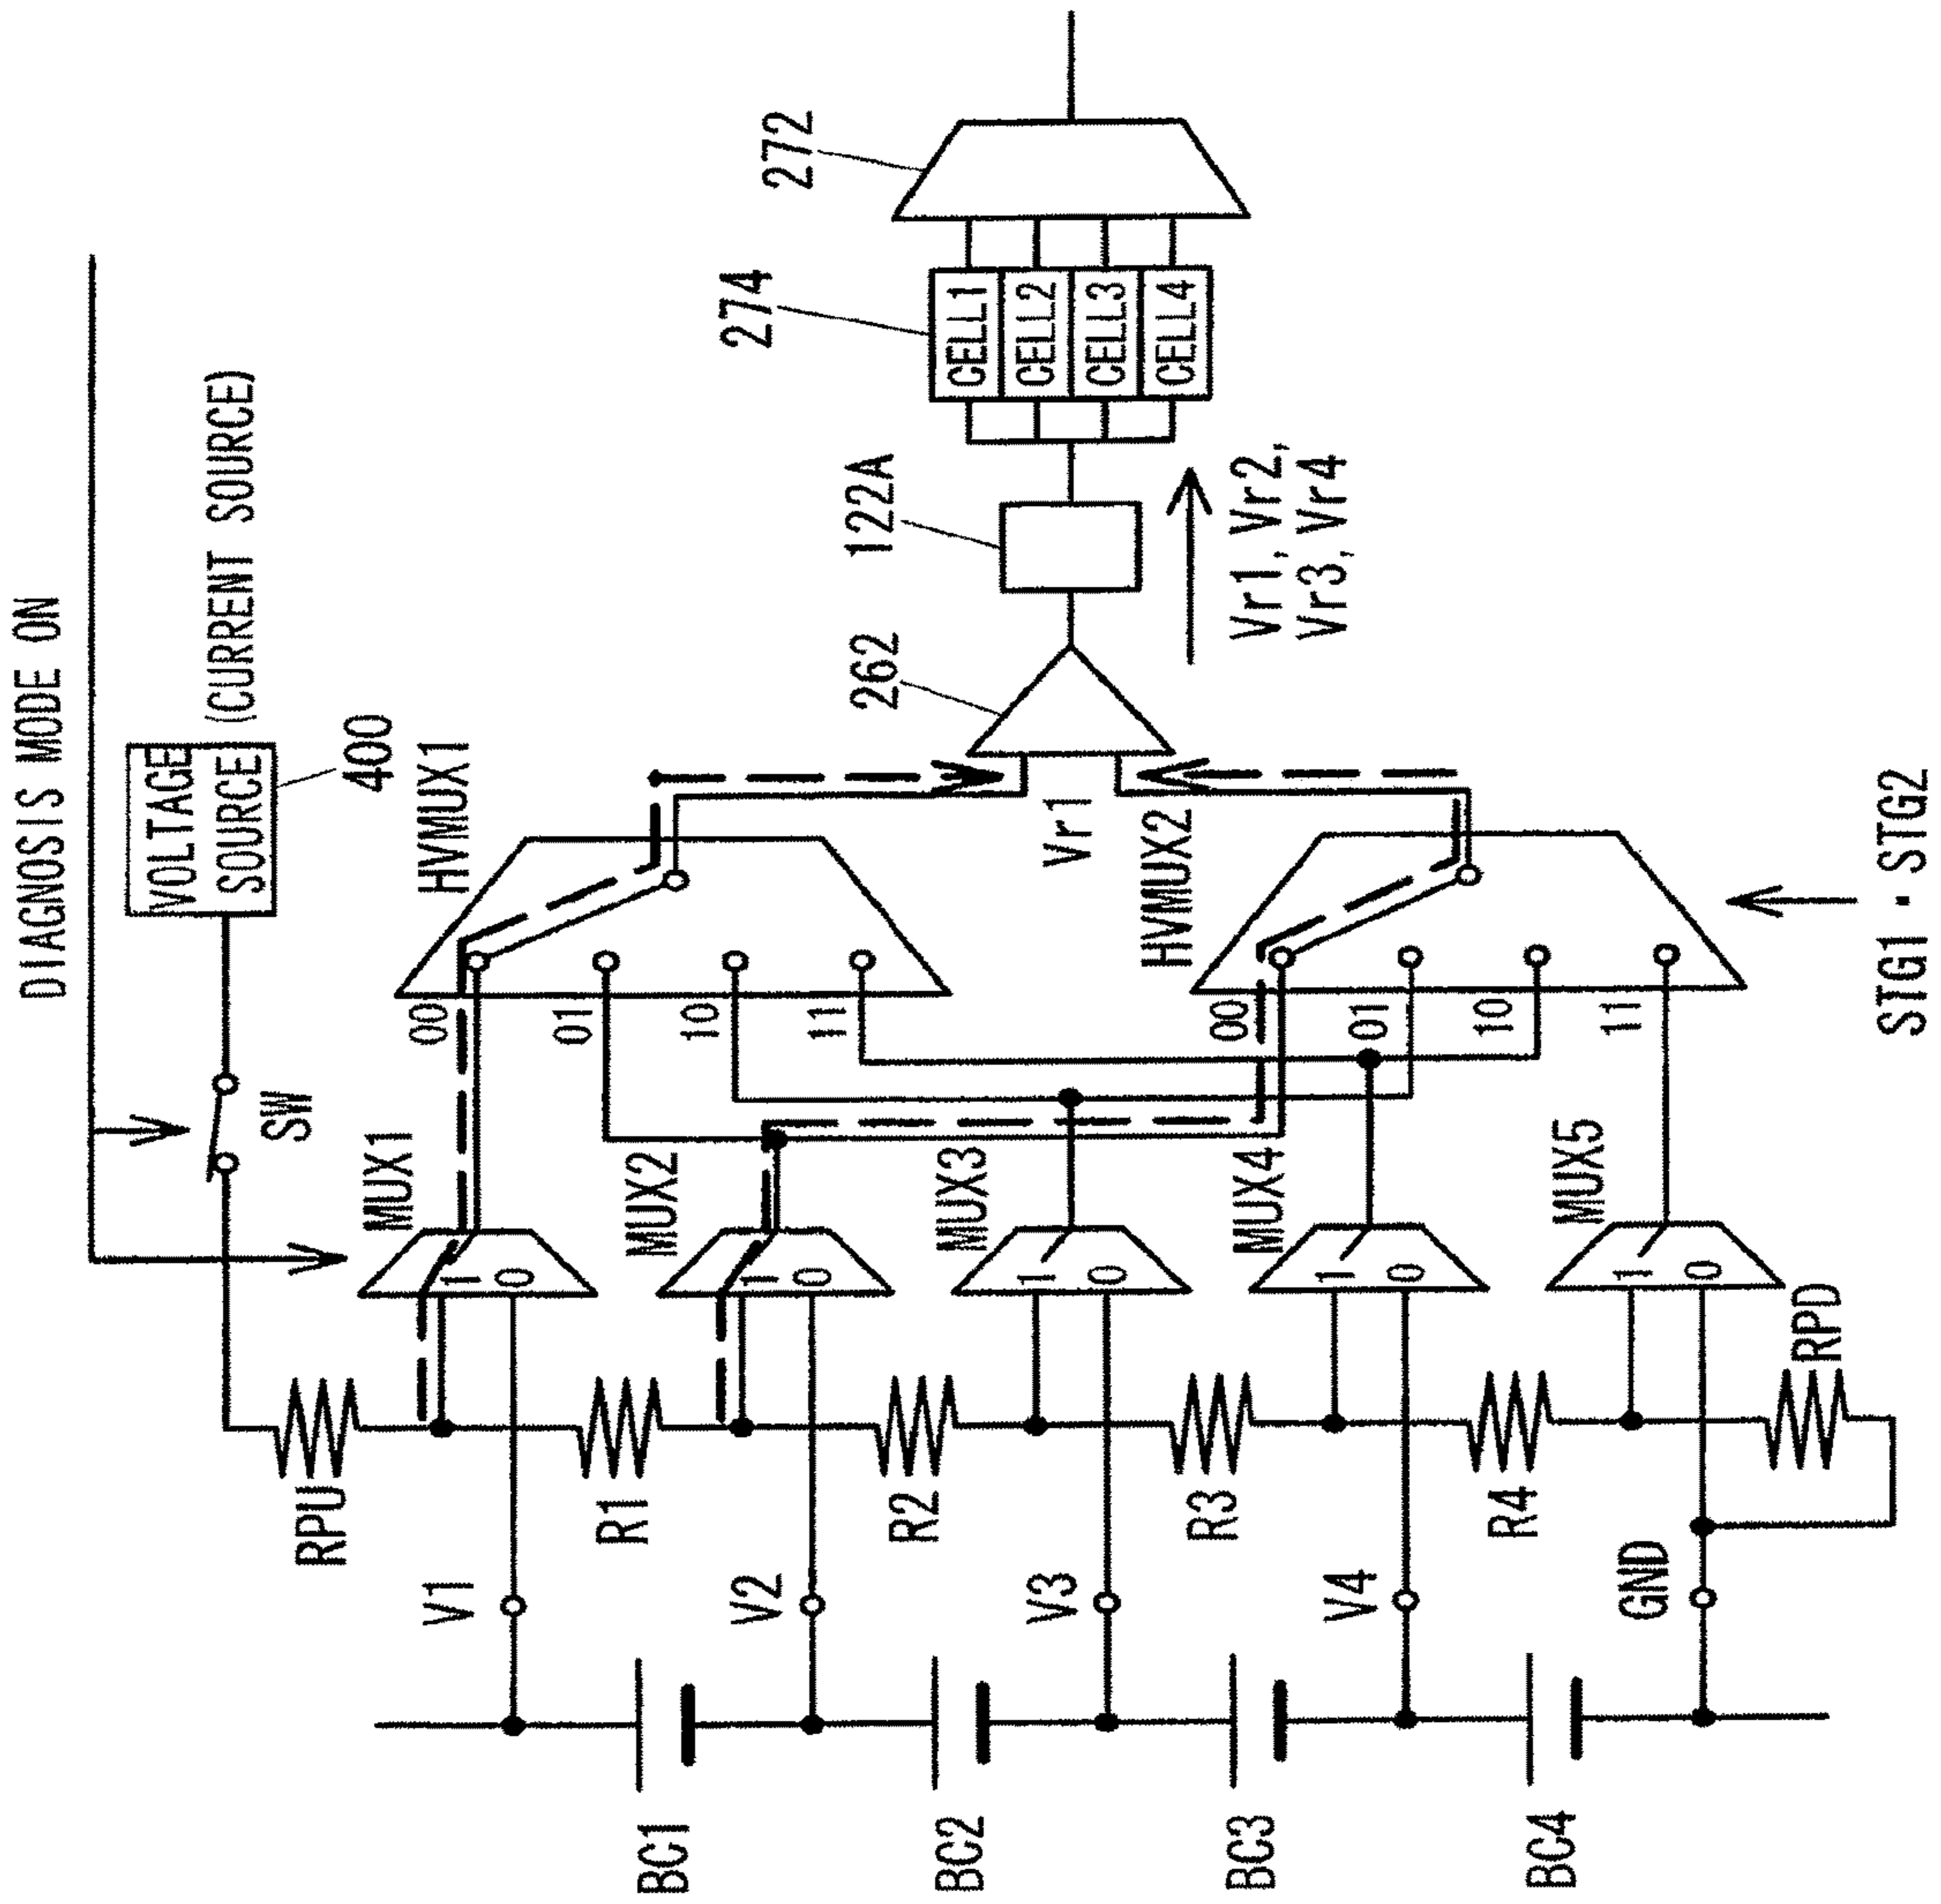 DIAGNOSIS MODE ON
VOLTAGE
SOURCE
(CURRENT SOURCE)
400
SW
HVMUX1
00
01
10
11
HVMUX2
00
01
10
11
STG1・STG2
Vr1
262
122A
Vr1, Vr2,
Vr3, Vr4
274
CELL1
CELL2
CELL3
CELL4
272
MUX1
1
0
MUX2
1
0
MUX3
1
0
MUX4
1
0
MUX5
1
0
RPU
R1
R2
R3
R4
RPD
V1
V2
V3
V4
GND
BC1
BC2
BC3
BC4